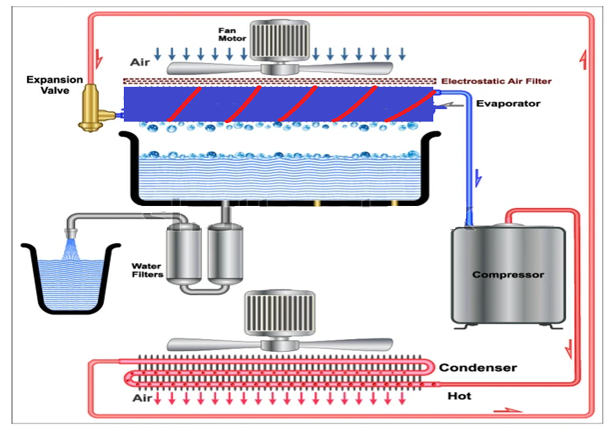 Fan
Motor
Air
Expansion
Valve
Electrostatic Air Filter
Evaporator
Water
Filters
Compressor
Condenser
Air
Hot